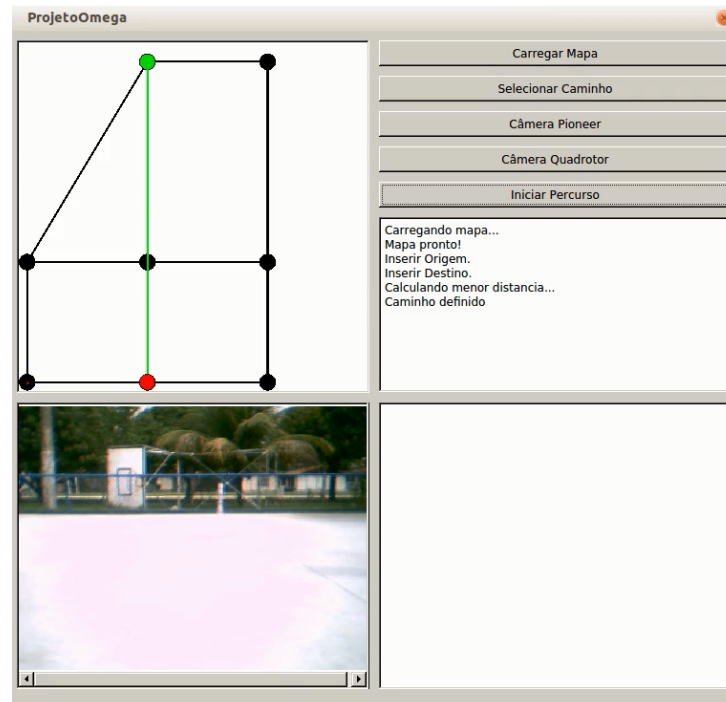 ProjetoOmega
Carregar Mapa
Selecionar Caminho
Câmera Pioneer
Câmera Quadrotor
Iniciar Percurso
Carregando mapa...
Mapa pronto!
Inserir Origem.
Inserir Destino.
Calculando menor distancia...
Caminho definido